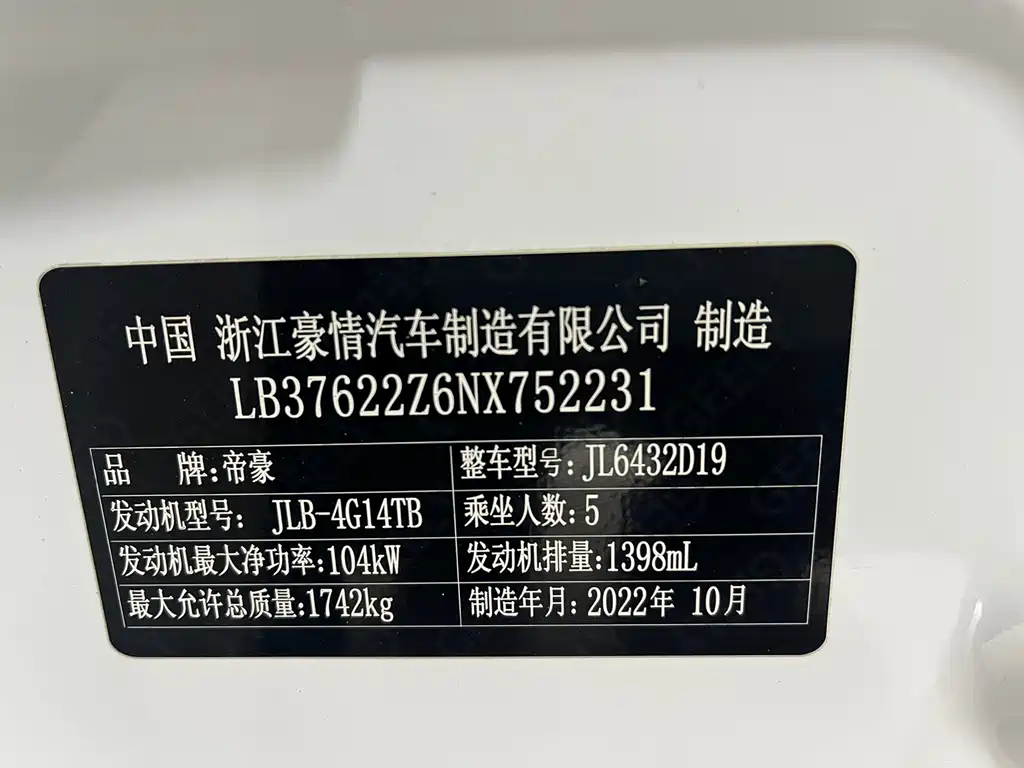 中国 浙江豪情汽车制造有限公司 制造
LB37622Z6NX752231
品 牌:帝豪 整车型号:JL6432D19
发动机型号: JLB-4G14TB 乘坐人数:5
发动机最大净功率:104kW 发动机排量:1398mL
最大允许总质量:1742kg 制造年月:2022年 10月